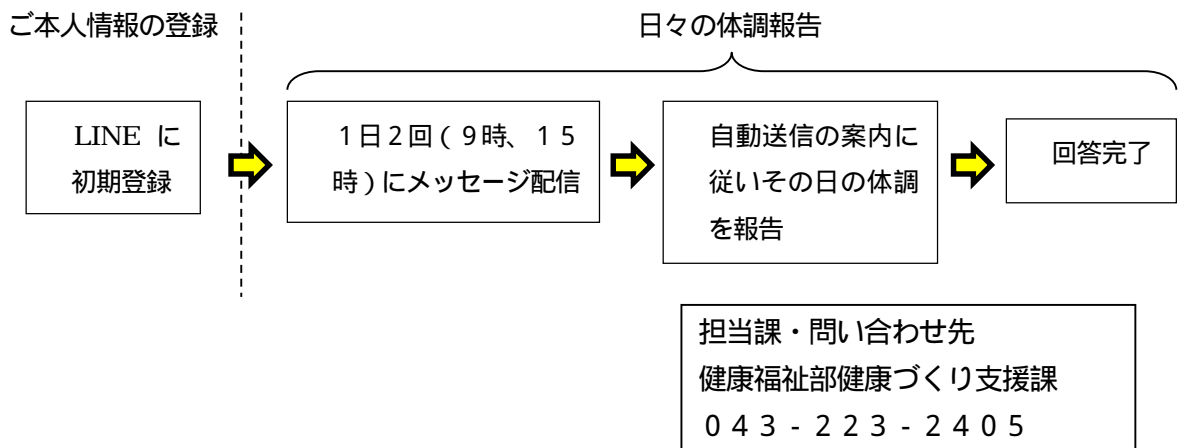 ご本人情報の登録
日々の体調報告
LINE に
初期登録
1日2回(9時、15
時)にメッセージ配信
自動送信の案内に
従いその日の体調
を報告
回答完了
担当課・問い合わせ先
健康福祉部健康づくり支援課
043-223-2405